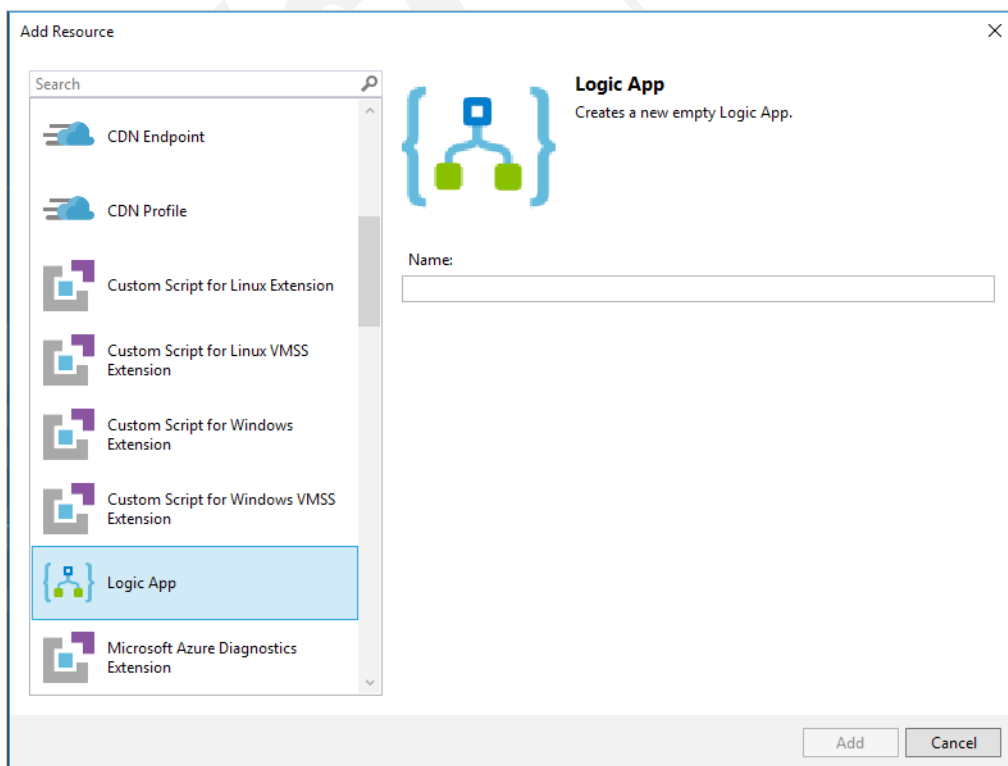 Add Resource
Search
CDN Endpoint
CDN Profile
Custom Script for Linux Extension
Custom Script for Linux VMSS
Extension
Custom Script for Windows
Extension
Custom Script for Windows VMSS
Extension
Logic App
Microsoft Azure Diagnostics
Extension
Logic App
Creates a new empty Logic App.
Name:
Add
Cancel